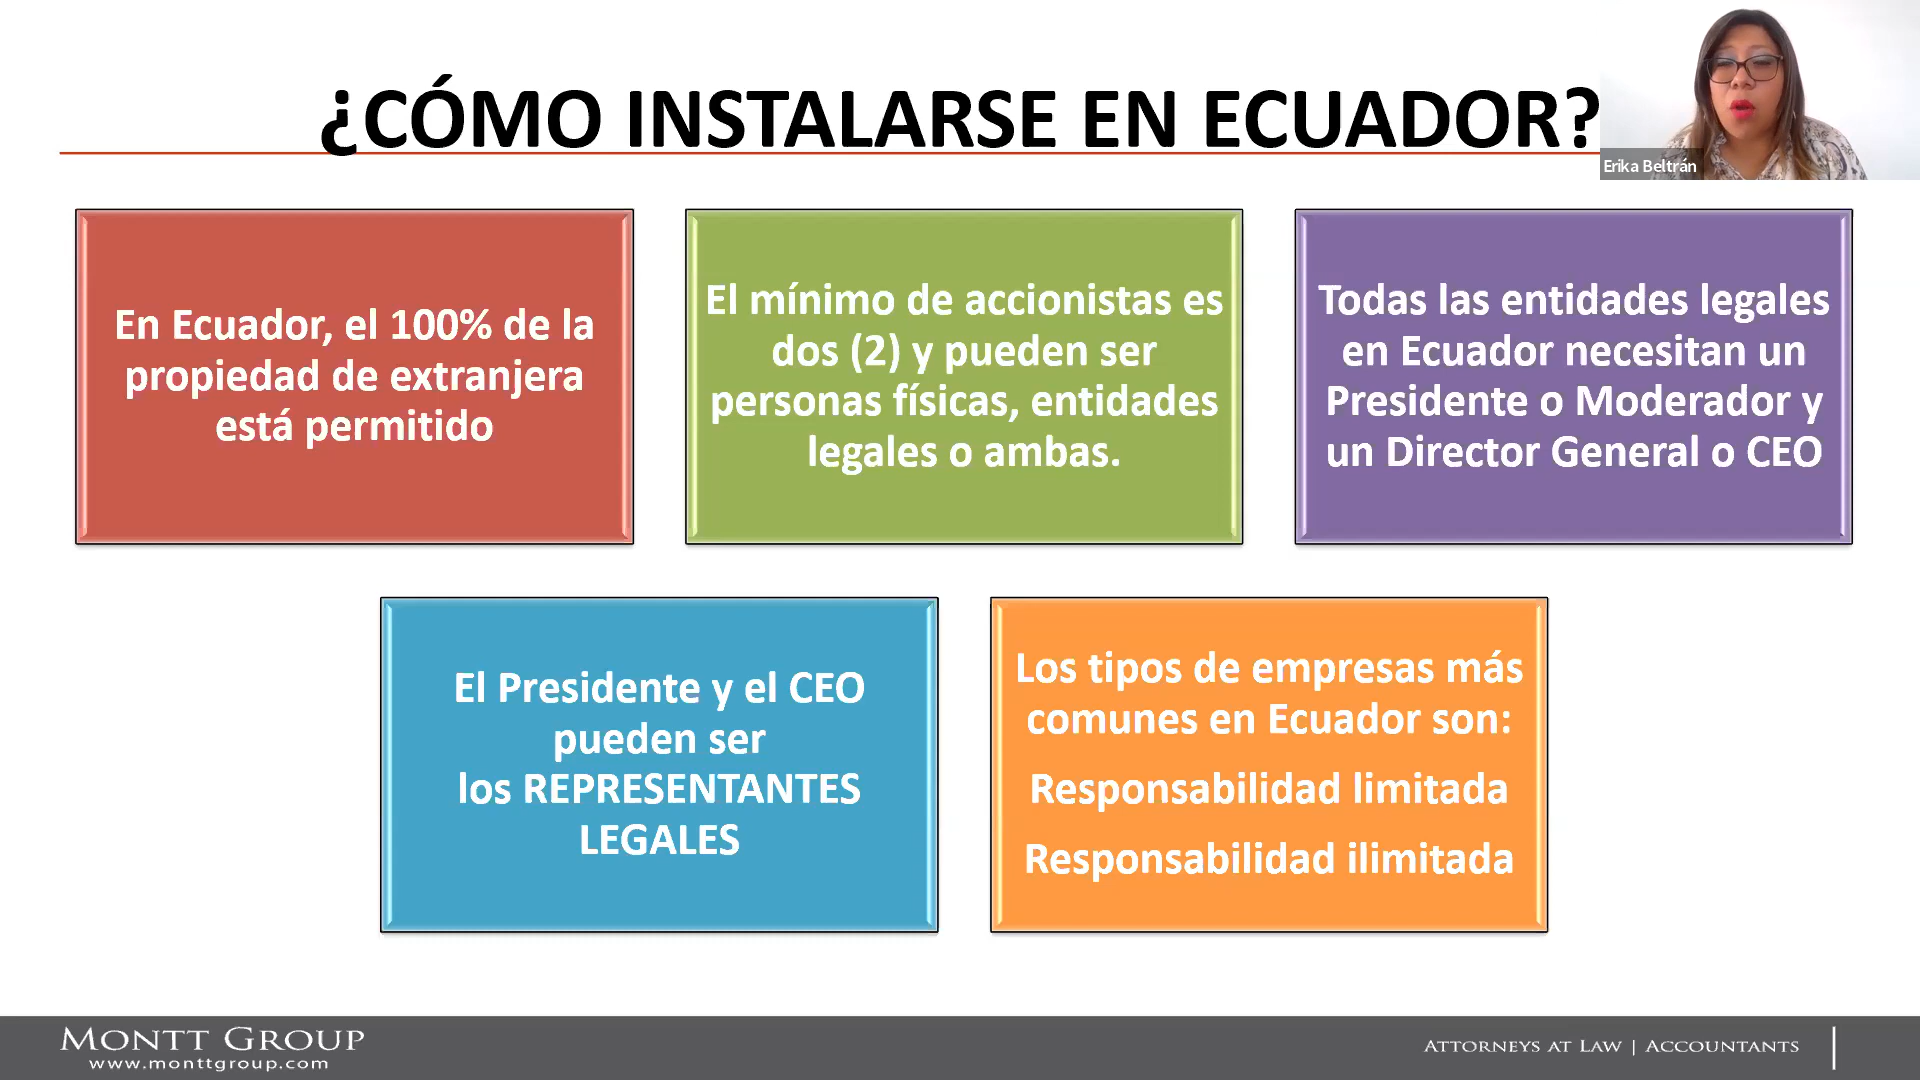 ¿CÓMO INSTALARSE EN ECUADOR?
Erika Beltrán
En Ecuador, el 100% de la
propiedad de extranjera
está permitido
El mínimo de accionistas es
dos (2) y pueden ser
personas físicas, entidades
legales o ambas.
Todas las entidades legales
en Ecuador necesitan un
Presidente o Moderador y
un Director General o CEO
El Presidente y el CEO
pueden ser
los REPRESENTANTES
LEGALES
Los tipos de empresas más
comunes en Ecuador son:
Responsabilidad limitada
Responsabilidad ilimitada
MONTT GROUP
www.monttgroup.com
ATTORNEYS AT LAW | ACCOUNTANTS